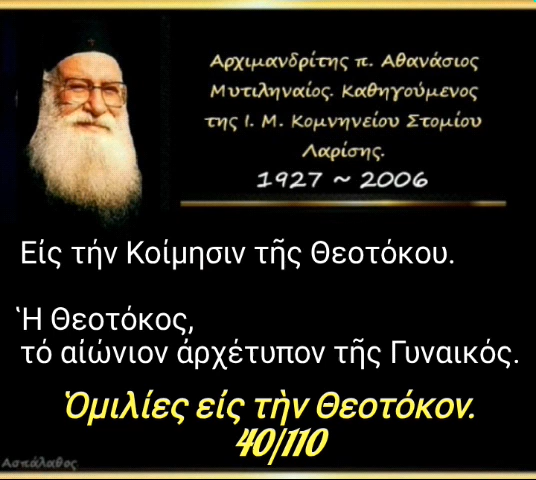 Αρχιμανδρίτης π. Αθανάσιος
Μυτιληναίος. Καθηγούμενος
της Ι. Μ. Κομνηνείου Στομίου
Λαρίσης.
1927 ~ 2006
Είς τήν Κοίμησιν τῆς Θεοτόκου.
Ἡ Θεοτόκος,
τό αἰώνιον ἀρχέτυπον τῆς Γυναικός.
Ὁμιλίες εἰς τὴν Θεοτόκον.
40/110
Ασπάλαθος